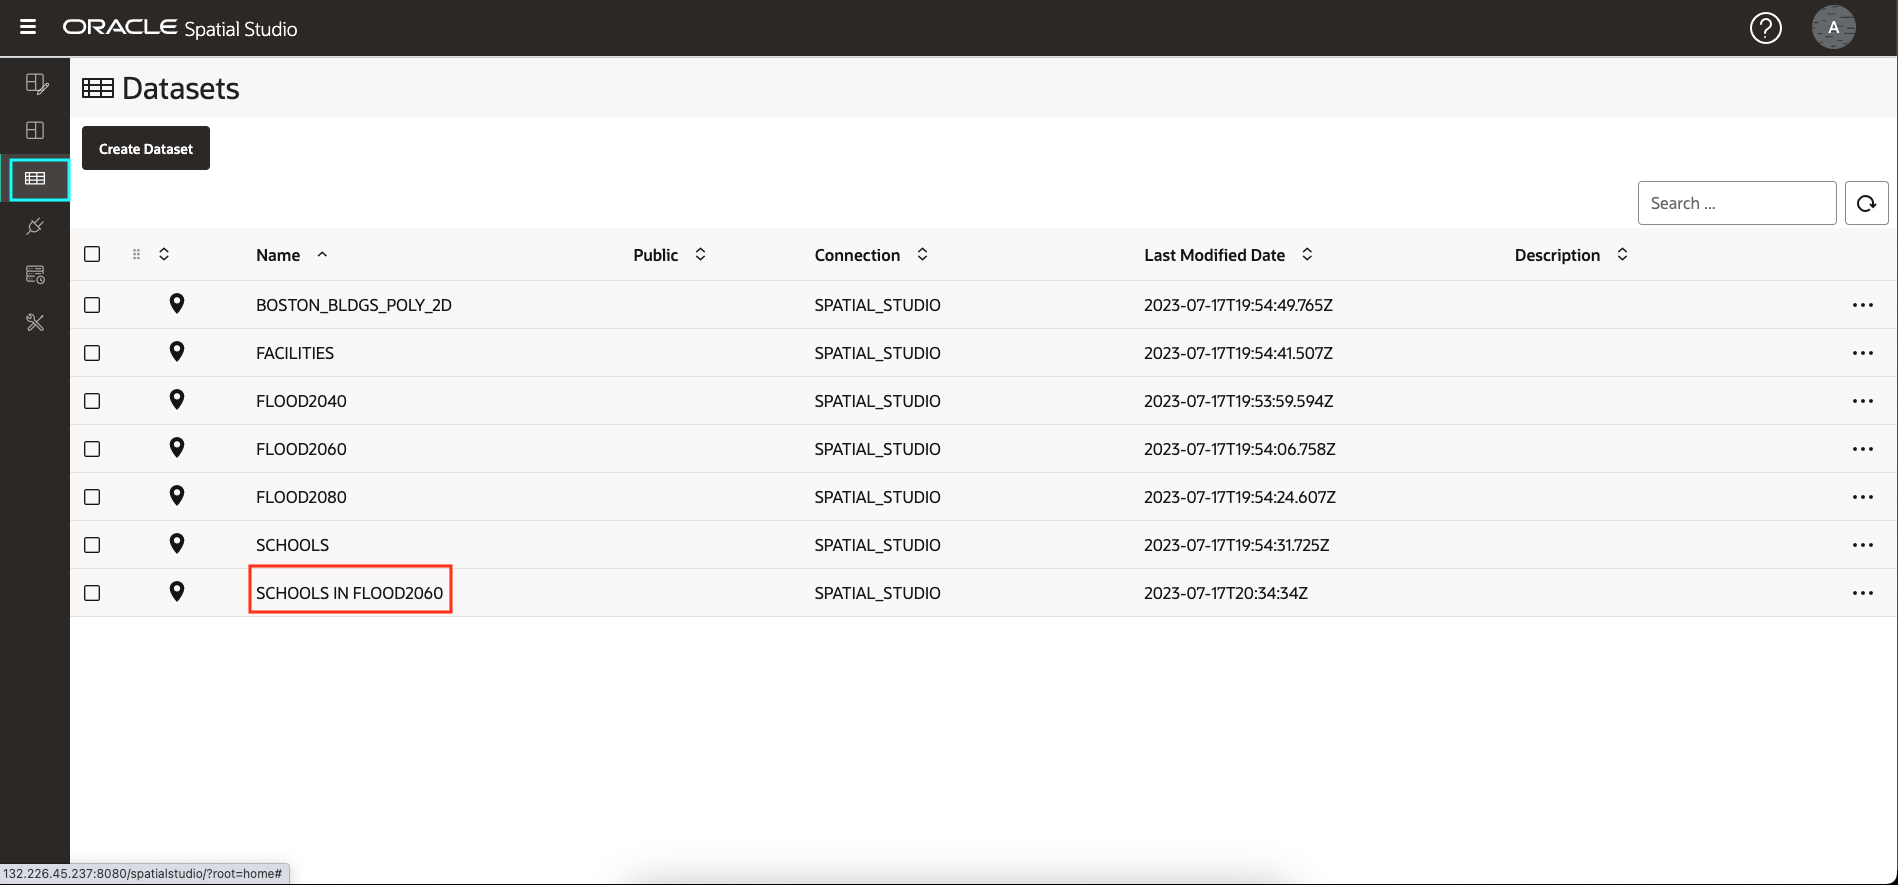 ORACLE Spatial Studio
A
Datasets
Create Dataset
Search ...
Name Public Connection Last Modified Date Description
BOSTON_BLDGS_POLY_2D SPATIAL_STUDIO 2023-07-17T19:54:49.765Z
FACILITIES SPATIAL_STUDIO 2023-07-17T19:54:41.507Z
FLOOD2040 SPATIAL_STUDIO 2023-07-17T19:53:59.594Z
FLOOD2060 SPATIAL_STUDIO 2023-07-17T19:54:06.758Z
FLOOD2080 SPATIAL_STUDIO 2023-07-17T19:54:24.607Z
SCHOOLS SPATIAL_STUDIO 2023-07-17T19:54:31.725Z
SCHOOLS IN FLOOD2060 SPATIAL_STUDIO 2023-07-17T20:34:34Z
132.226.45.237:8080/spatialstudio/?root=home#